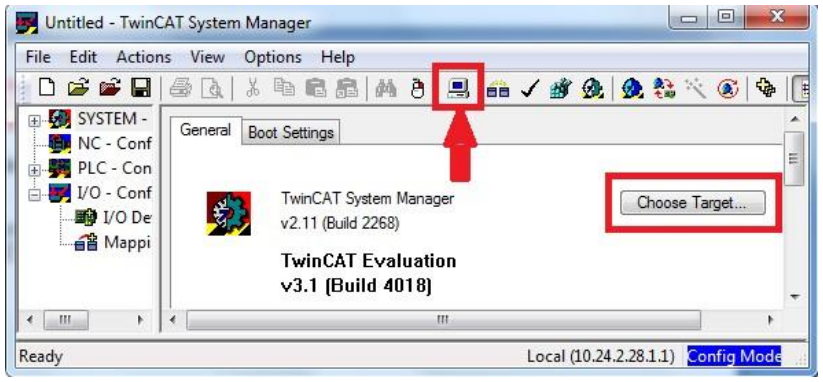 Untitled - TwinCAT System Manager
File Edit Actions View Options Help
SYSTEM -
NC - Conf
PLC - Con
I/O - Conf
I/O De
Mappi
General Boot Settings
TwinCAT System Manager
v2.11 (Build 2268)
Choose Target...
TwinCAT Evaluation
v3.1 (Build 4018)
Ready Local (10.24.2.28.1.1) Config Mode